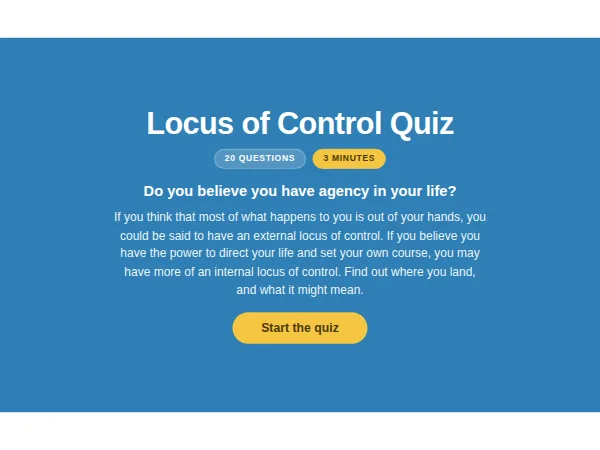 Locus of Control Quiz
20 QUESTIONS
3 MINUTES
Do you believe you have agency in your life?
If you think that most of what happens to you is out of your hands, you
could be said to have an external locus of control. If you believe you
have the power to direct your life and set your own course, you may
have more of an internal locus of control. Find out where you land,
and what it might mean.
Start the quiz